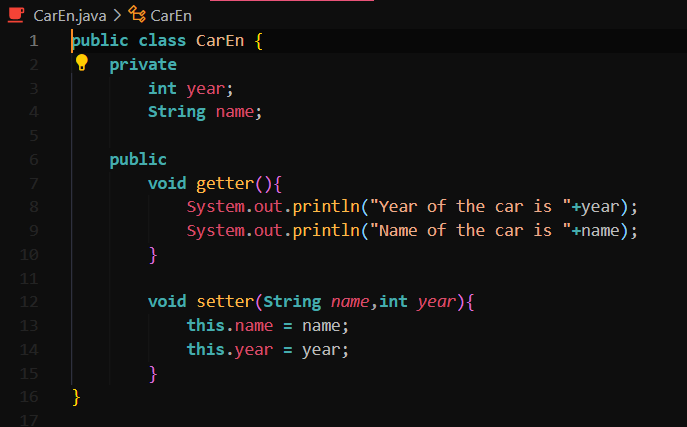 CarEn.java > CarEn
1 public class CarEn {
2 private
3 int year;
4 String name;
5
6 public
7 void getter(){
8 System.out.println("Year of the car is "+year);
9 System.out.println("Name of the car is "+name);
10 }
11
12 void setter(String name,int year){
13 this.name = name;
14 this.year = year;
15 }
16 }
17